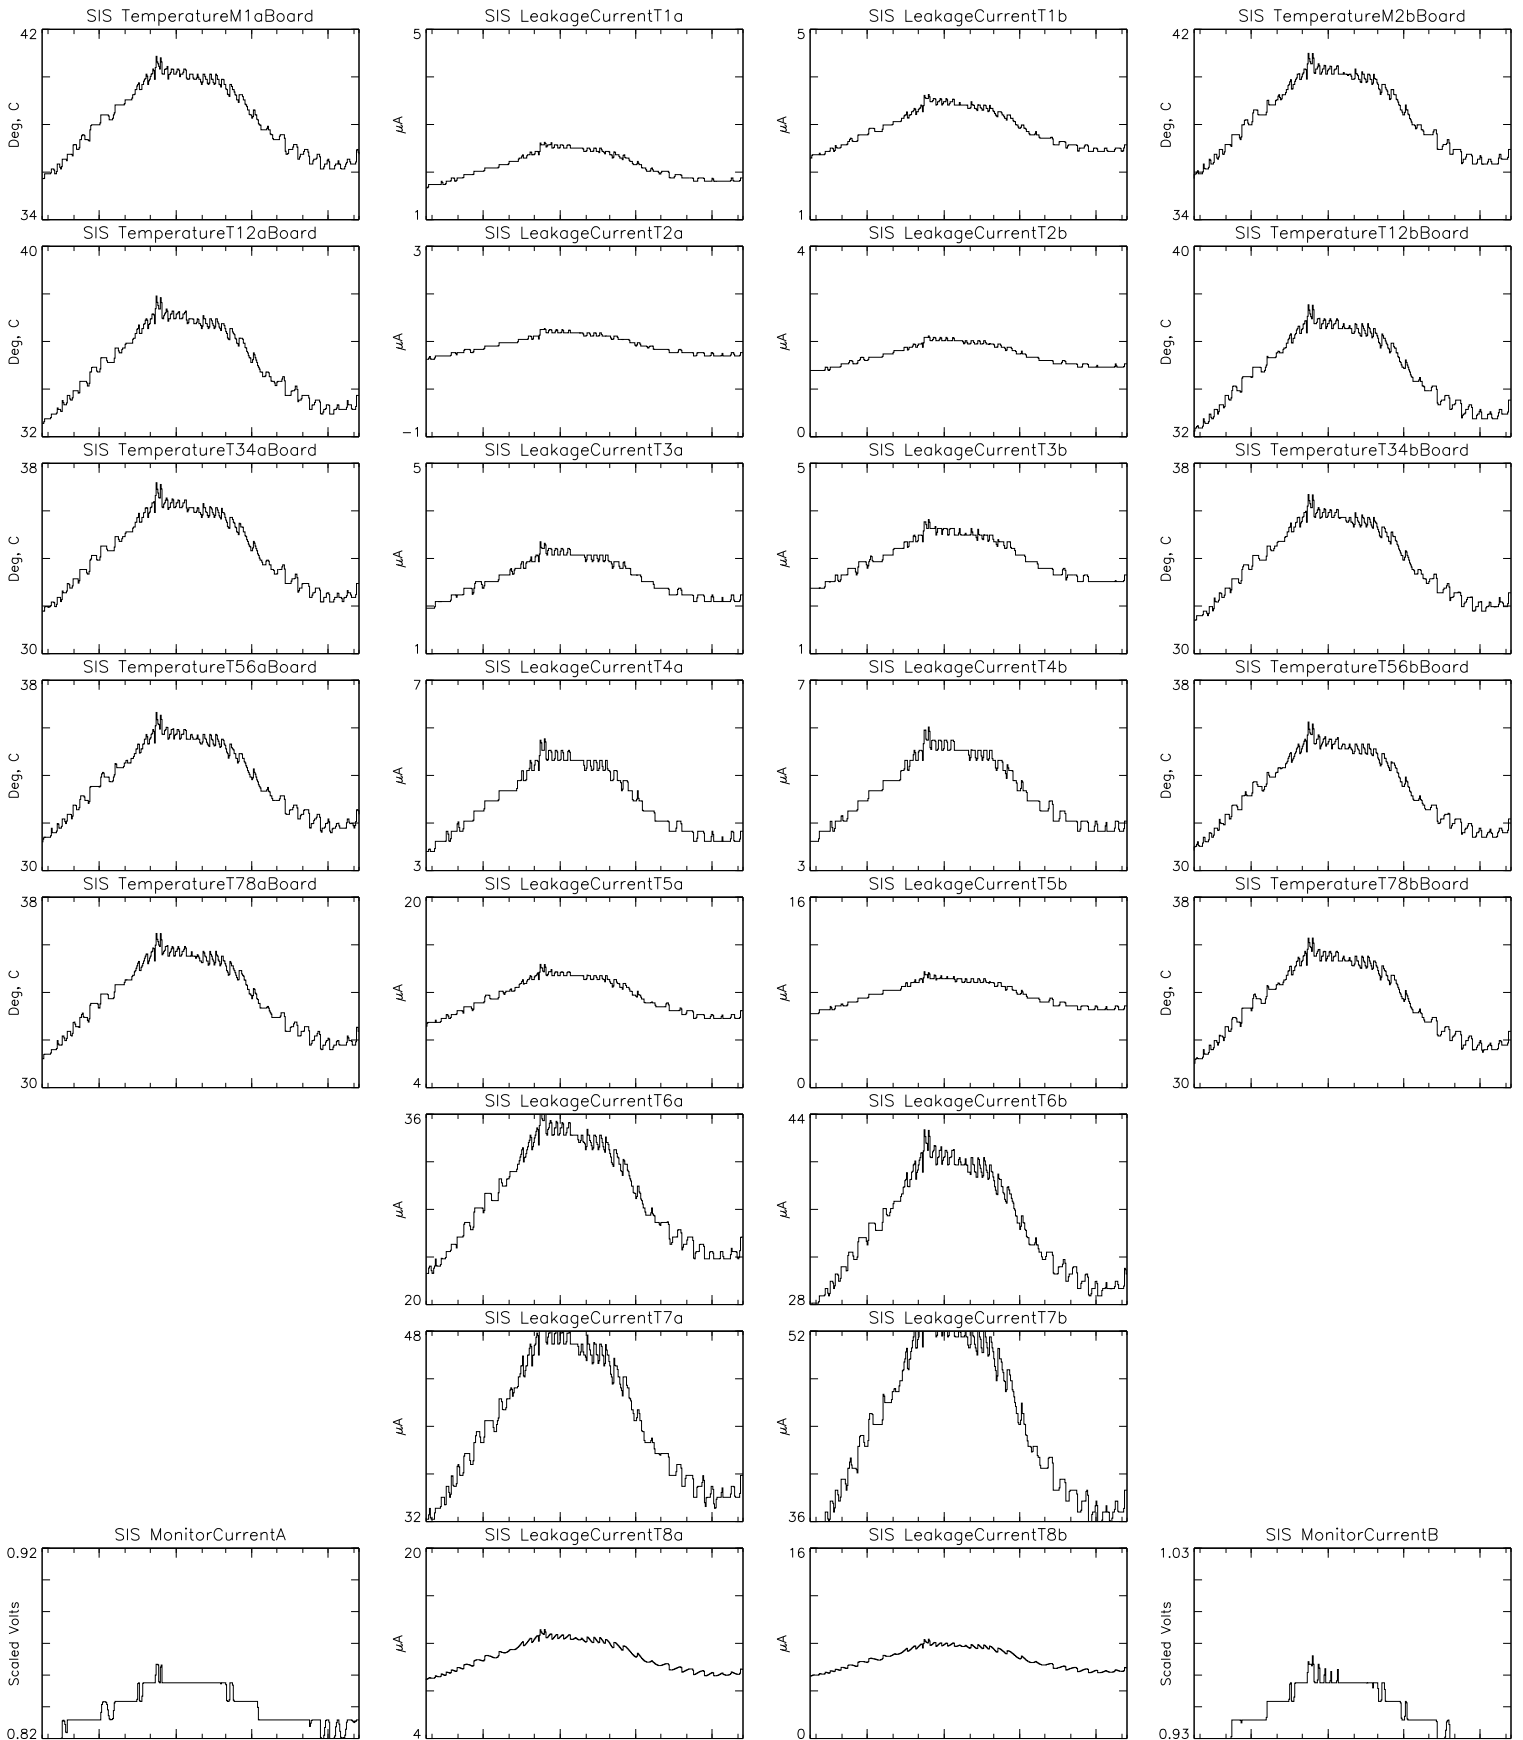 SIS TemperatureM1aBoard
42
Deg, C
34
SIS LeakageCurrentT1a
5
μA
1
SIS LeakageCurrentT1b
5
μA
1
SIS TemperatureM2bBoard
42
Deg, C
34
SIS TemperatureT12aBoard
40
Deg, C
32
SIS LeakageCurrentT2a
3
μA
-1
SIS LeakageCurrentT2b
4
μA
0
SIS TemperatureT12bBoard
40
Deg, C
32
SIS TemperatureT34aBoard
38
Deg, C
30
SIS LeakageCurrentT3a
5
μA
1
SIS LeakageCurrentT3b
5
μA
1
SIS TemperatureT34bBoard
38
Deg, C
30
SIS TemperatureT56aBoard
38
Deg, C
30
SIS LeakageCurrentT4a
7
μA
3
SIS LeakageCurrentT4b
7
μA
3
SIS TemperatureT56bBoard
38
Deg, C
30
SIS TemperatureT78aBoard
38
Deg, C
30
SIS LeakageCurrentT5a
20
μA
4
SIS LeakageCurrentT5b
16
μA
0
SIS TemperatureT78bBoard
38
Deg, C
30
SIS LeakageCurrentT6a
36
μA
20
SIS LeakageCurrentT6b
44
μA
28
SIS LeakageCurrentT7a
48
μA
32
SIS LeakageCurrentT7b
52
μA
36
SIS MonitorCurrentA
0.92
Scaled Volts
0.82
SIS LeakageCurrentT8a
20
μA
4
SIS LeakageCurrentT8b
16
μA
0
SIS MonitorCurrentB
1.03
Scaled Volts
0.93